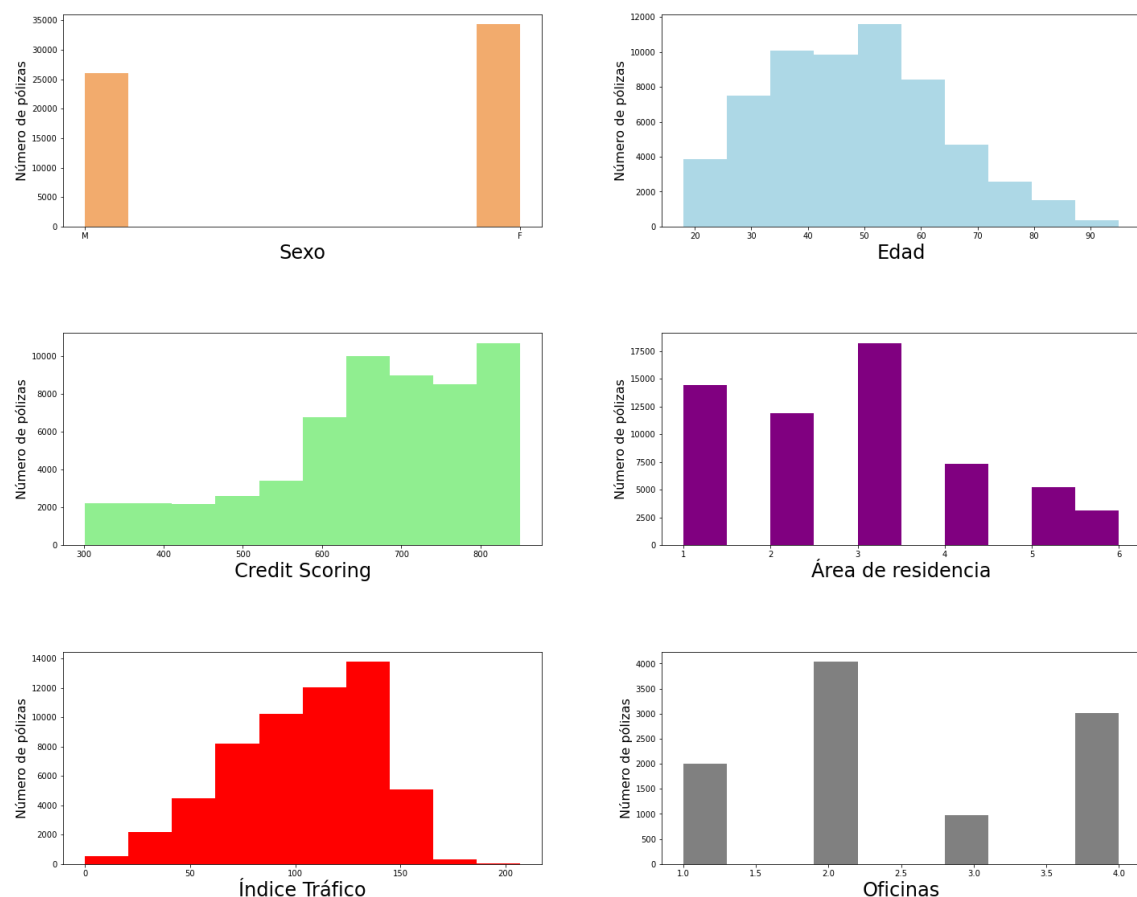 35000
30000
25000
20000
15000
10000
5000
0
Número de pólizas
M F
Sexo
12000
10000
8000
6000
4000
2000
0
Número de pólizas
20 30 40 50 60 70 80 90
Edad
10000
8000
6000
4000
2000
0
Número de pólizas
300 400 500 600 700 800
Credit Scoring
17500
15000
12500
10000
7500
5000
2500
0
Número de pólizas
1 2 3 4 5 6
Área de residencia
14000
12000
10000
8000
6000
4000
2000
0
Número de pólizas
0 50 100 150 200
Índice Tráfico
4000
3500
3000
2500
2000
1500
1000
500
0
Número de pólizas
1.0 1.5 2.0 2.5 3.0 3.5 4.0
Oficinas